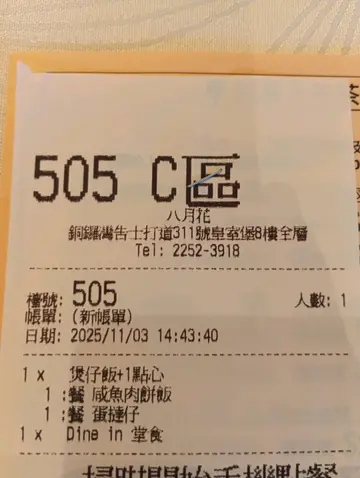 505 C區
八月花
銅鑼灣告士打道311號皇室堡8樓全層
Tel: 2252-3918
檯號: 505 人數: 1
帳單: (新帳單)
日期: 2025/11/03 14:43:40
1 x 煲仔飯+1點心
1 :餐 咸魚肉餅飯
1 :餐 蛋撻仔
1 x Dine in 堂食